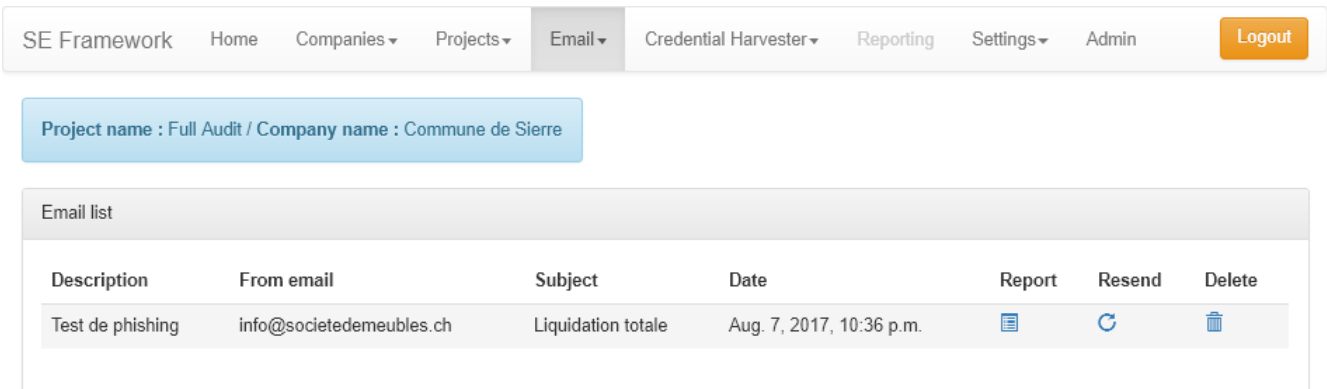 SE Framework Home Companies Projects Email Credential Harvester Reporting Settings Admin Logout
Project name : Full Audit / Company name : Commune de Sierre
Email list
Description From email Subject Date Report Resend Delete
Test de phishing info@societedemeubles.ch Liquidation totale Aug. 7, 2017, 10:36 p.m.